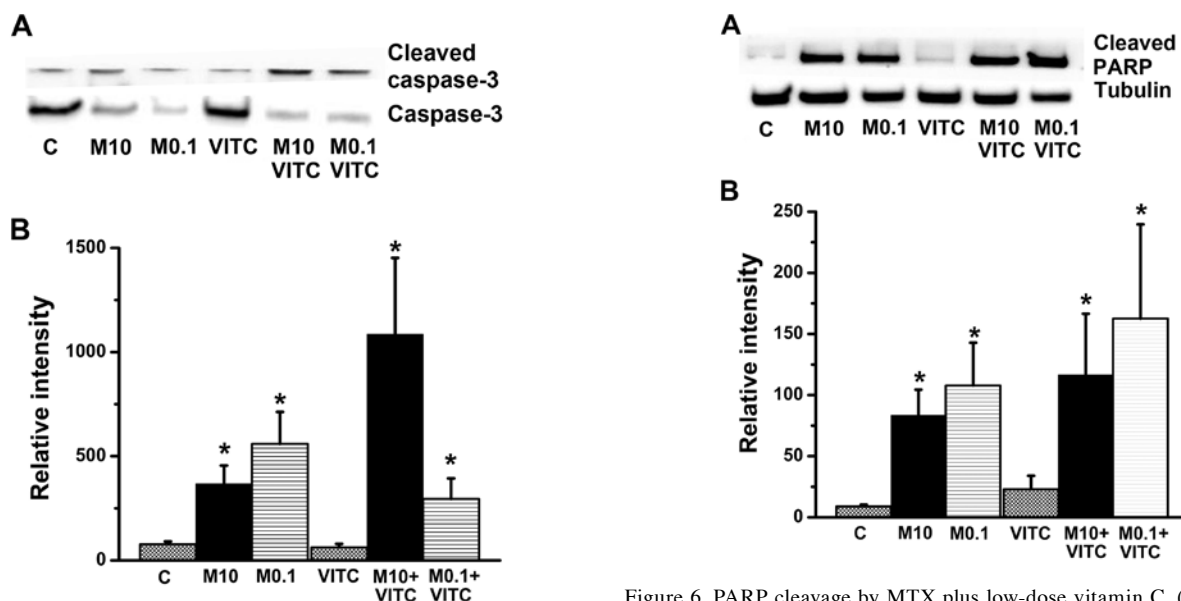 A
Cleaved
caspase-3
Caspase-3
C M10 M0.1 VITC M10 M0.1
VITC VITC
B
Relative intensity
1500
1000
500
0
C M10 M0.1 VITC M10+ M0.1+
VITC VITC
* * * *
A
Cleaved
PARP
Tubulin
C M10 M0.1 VITC M10 M0.1
VITC VITC
B
Relative intensity
250
200
150
100
50
0
* * * *
C M10 M0.1 VITC M10+ M0.1+
VITC VITC
Figure 6. PARP cleavage by MTX plus low-dose vitamin C. (